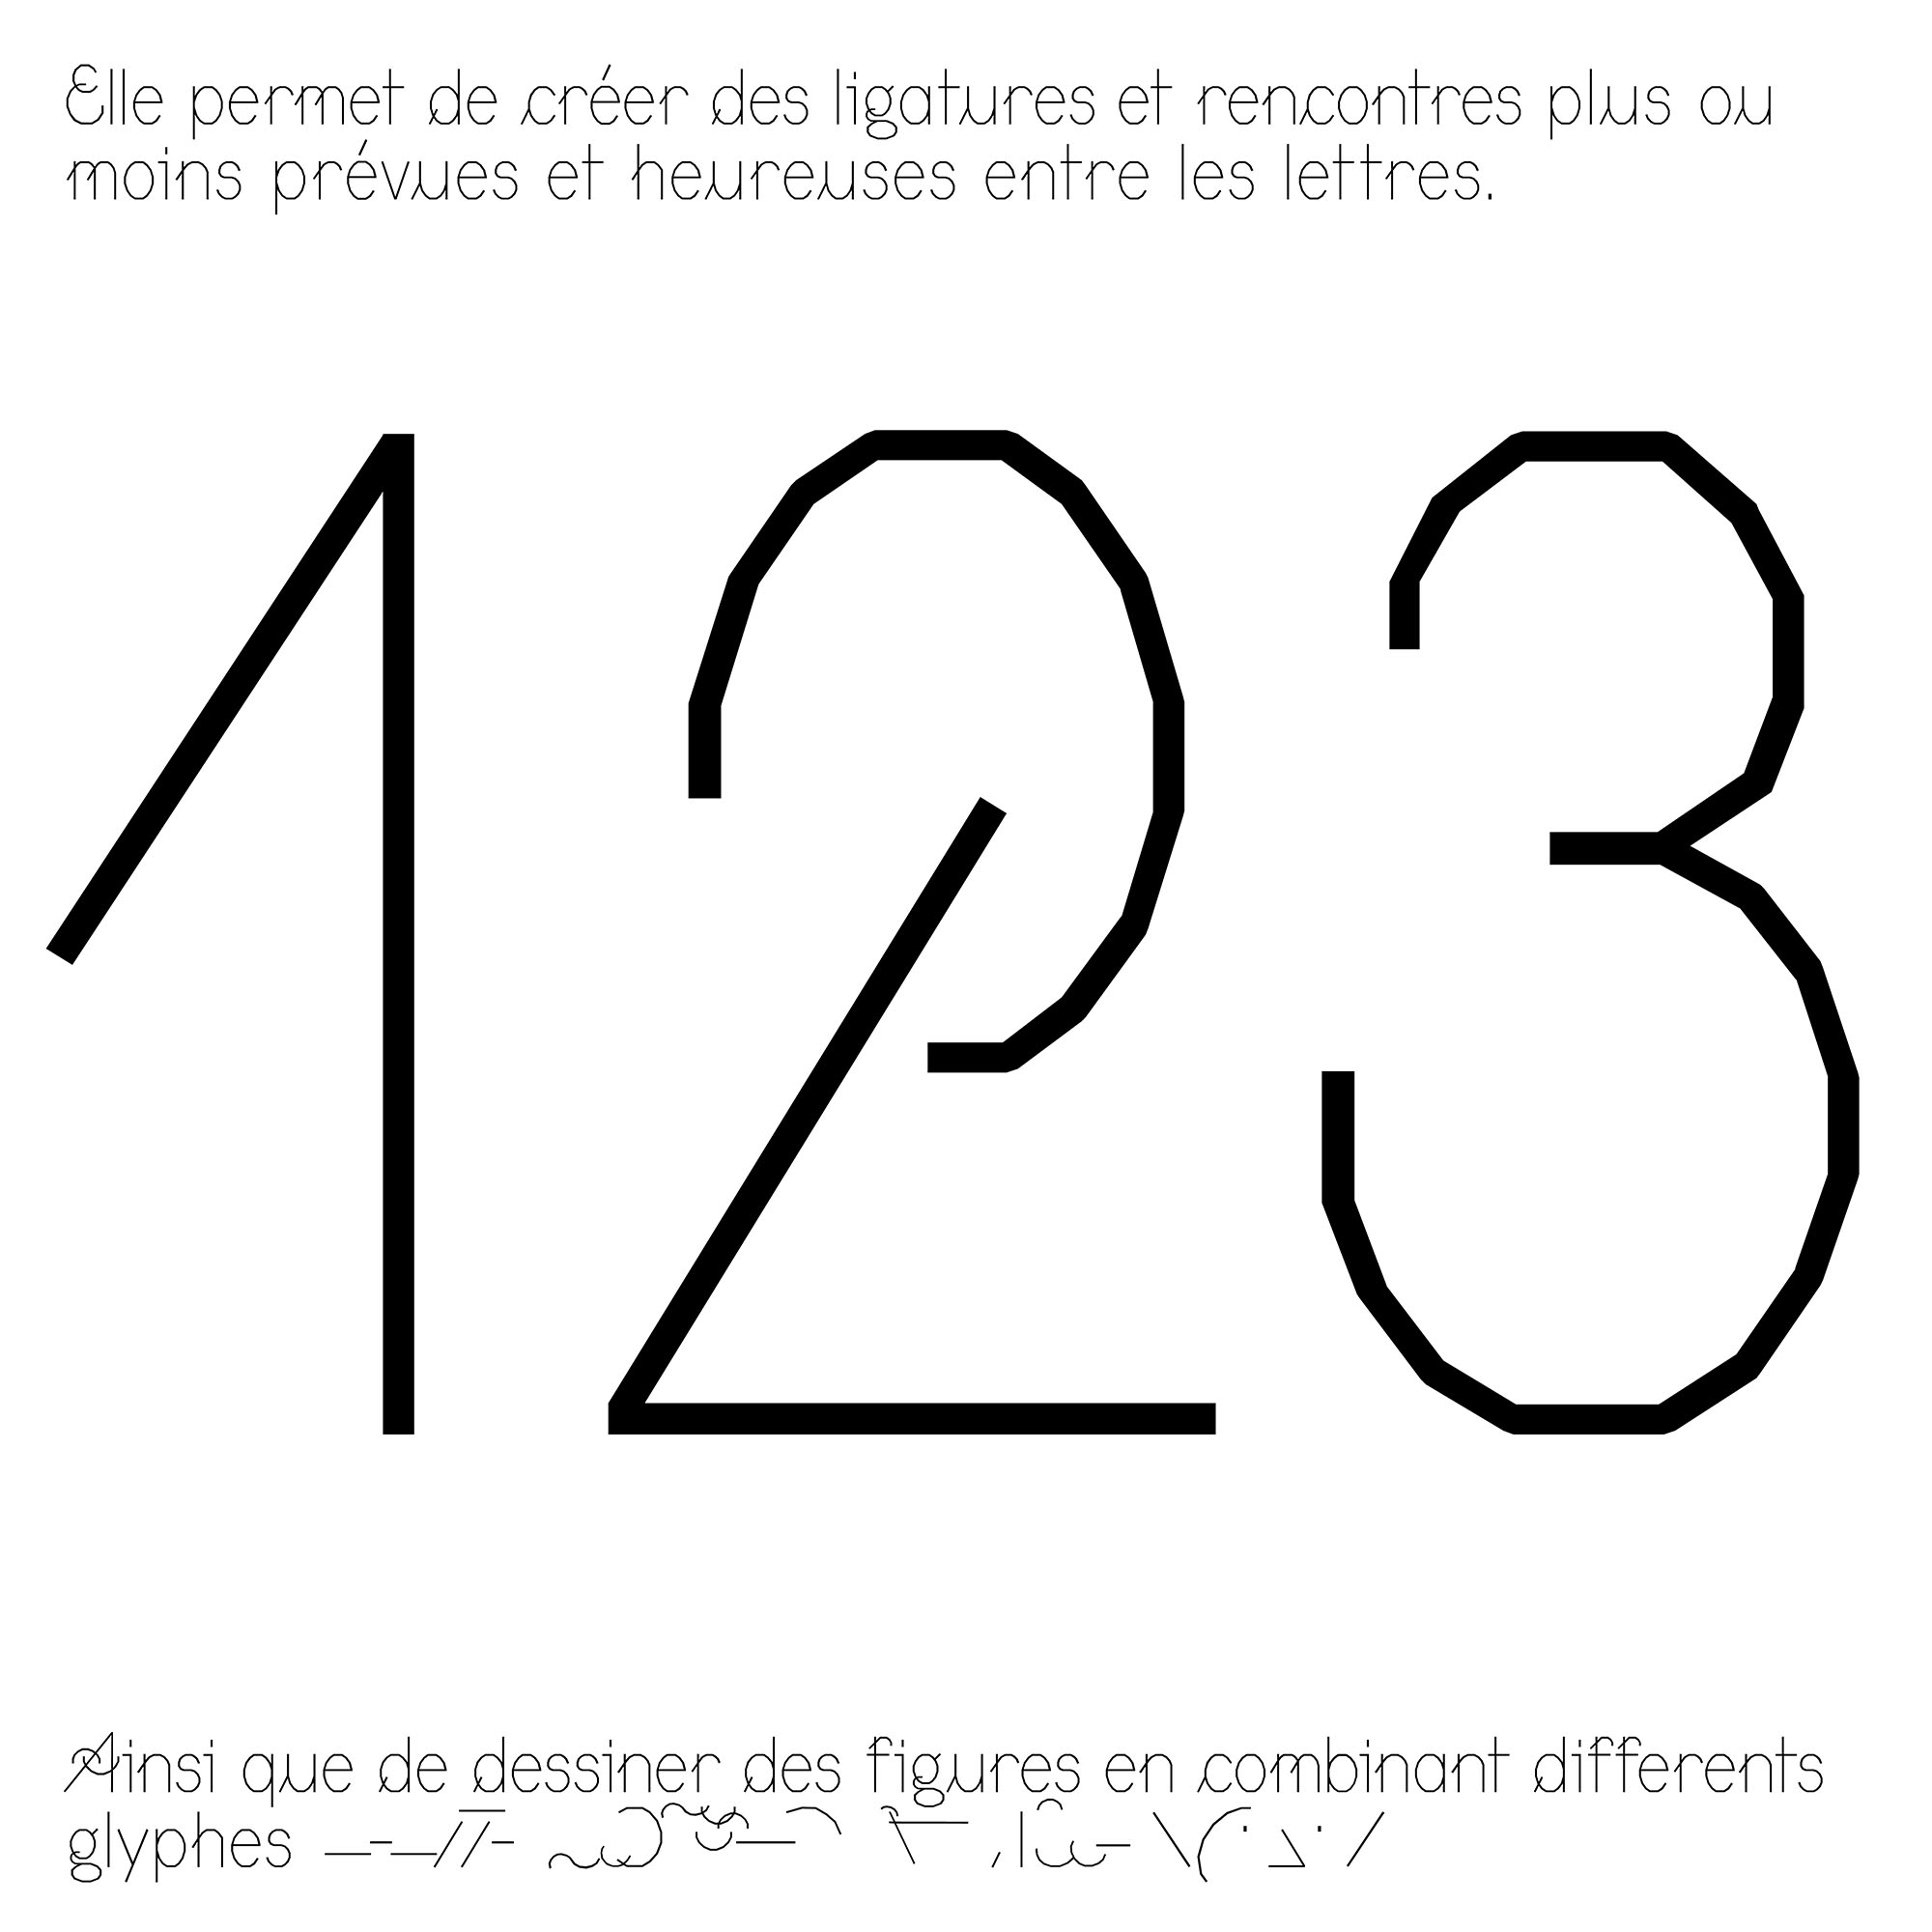 Elle permet de créer des ligatures et rencontres plus ou
moins prévues et heureuses entre les lettres.
123
Ainsi que de dessiner des figures en combinant differents
glyphes